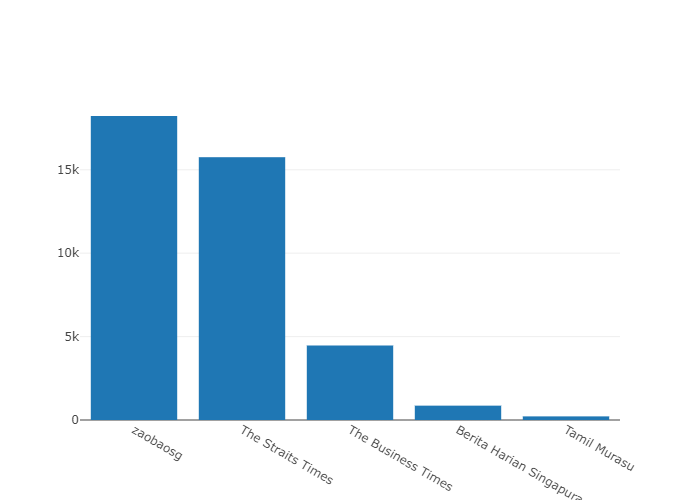 15k
10k
5k
0
zaobaosg
The Straits Times
The Business Times
Berita Harian Singapura
Tamil Murasu